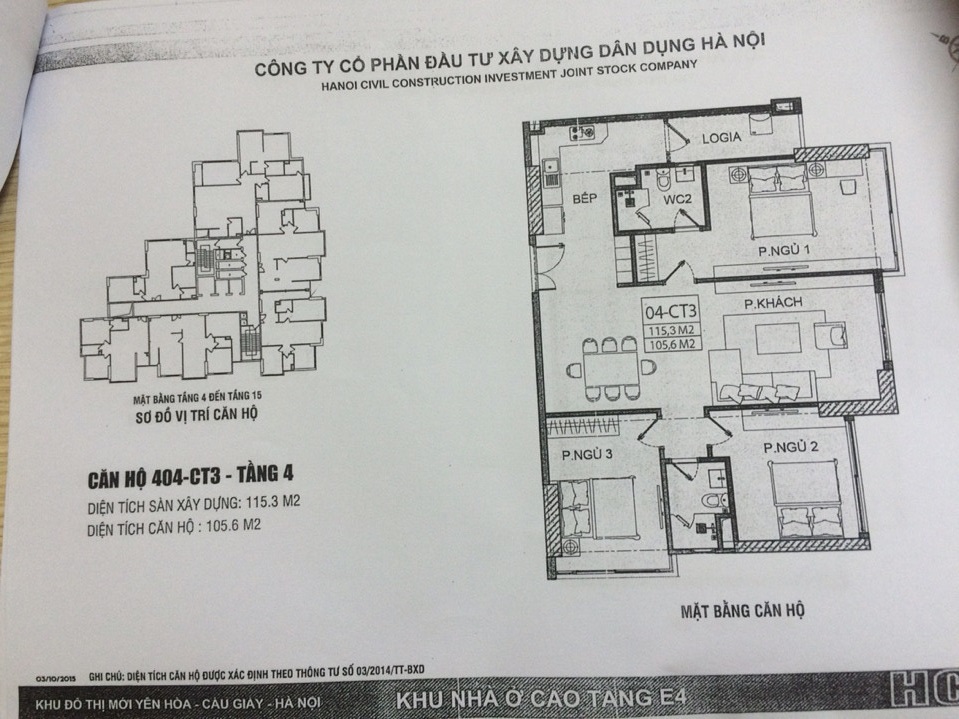 CÔNG TY CỔ PHẦN ĐẦU TƯ XÂY DỰNG DÂN DỤNG HÀ NỘI
HANOI CIVIL CONSTRUCTION INVESTMENT JOINT STOCK COMPANY
LOGIA
BẾP
WC2
P.NGỦ 1
P.KHÁCH
04-CT3
115,3 M2
105,6 M2
P.NGỦ 3
P.NGỦ 2
MẶT BẰNG CĂN HỘ
MẶT BẰNG TẦNG 4 ĐẾN TẦNG 15
SƠ ĐỒ VỊ TRÍ CĂN HỘ
CĂN HỘ 404-CT3 - TẦNG 4
DIỆN TÍCH SÀN XÂY DỰNG: 115.3 M2
DIỆN TÍCH CĂN HỘ : 105.6 M2
03/10/2015 GHI CHÚ: DIỆN TÍCH CĂN HỘ ĐƯỢC XÁC ĐỊNH THEO THÔNG TƯ SỐ 03/2014/TT-BXD
KHU ĐÔ THỊ MỚI YÊN HÒA - CẦU GIẤY - HÀ NỘI
KHU NHÀ Ở CAO TẦNG E4
HC